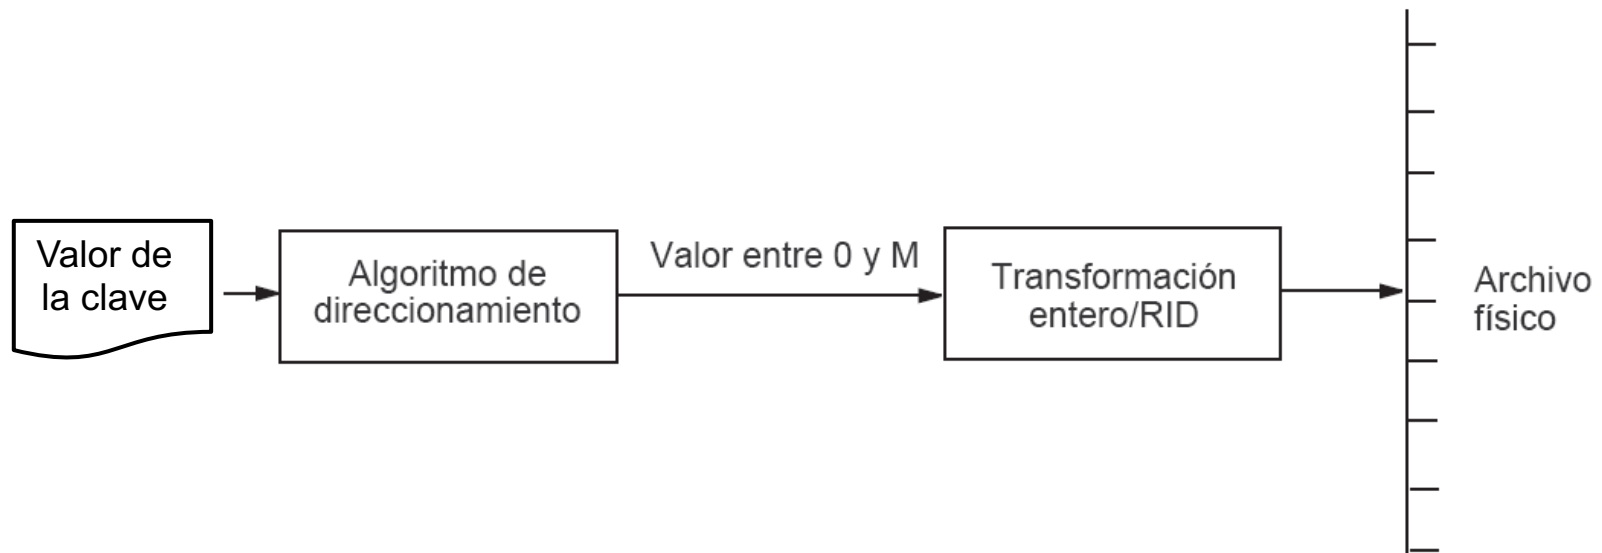 Valor de
la clave
Algoritmo de
direccionamiento
Valor entre 0 y M
Transformación
entero/RID
Archivo
físico